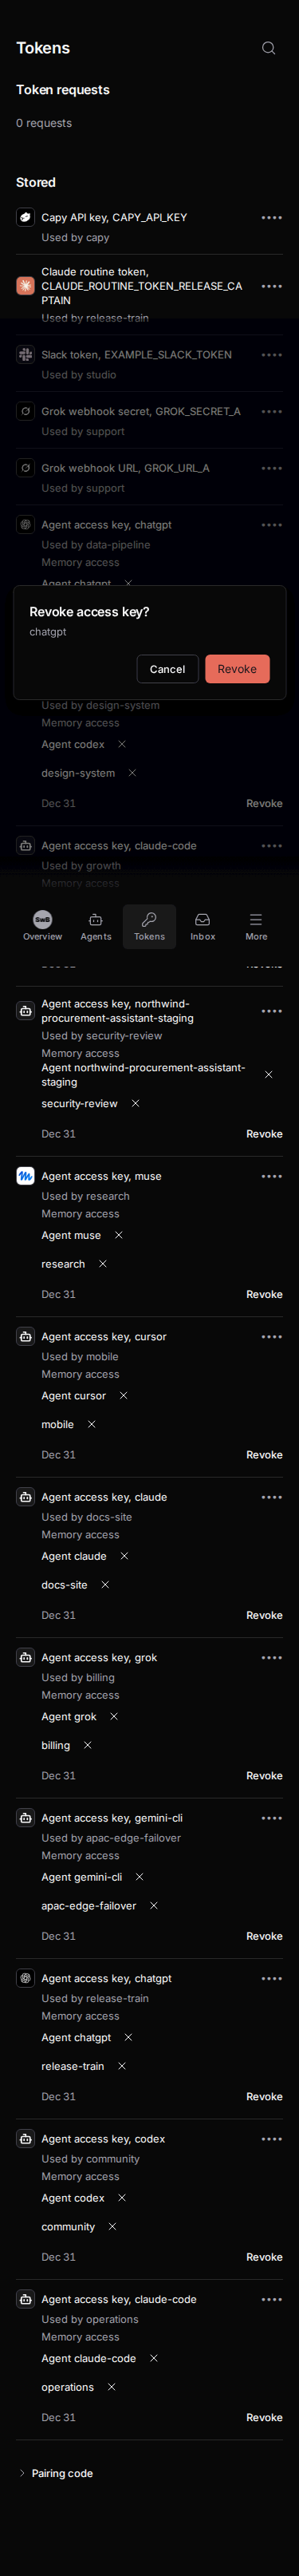 Tokens
Token requests
0 requests
Stored
Capy API key, CAPY_API_KEY
Used by capy
Claude routine token,
CLAUDE_ROUTINE_TOKEN_RELEASE_CA
PTAIN
Used by release-train
Slack token, EXAMPLE_SLACK_TOKEN
Used by studio
Grok webhook secret, GROK_SECRET_A
Used by support
Grok webhook URL, GROK_URL_A
Used by support
Agent access key, chatgpt
Used by data-pipeline
Memory access
Agent chatgpt
Revoke access key?
chatgpt
Cancel
Revoke
Used by design-system
Memory access
Agent codex
design-system
Dec 31
Revoke
Agent access key, claude-code
Used by growth
Memory access
SwB
Overview
Agents
Tokens
Inbox
More
Agent access key, northwind-
procurement-assistant-staging
Used by security-review
Memory access
Agent northwind-procurement-assistant-
staging
security-review
Dec 31
Revoke
Agent access key, muse
Used by research
Memory access
Agent muse
research
Dec 31
Revoke
Agent access key, cursor
Used by mobile
Memory access
Agent cursor
mobile
Dec 31
Revoke
Agent access key, claude
Used by docs-site
Memory access
Agent claude
docs-site
Dec 31
Revoke
Agent access key, grok
Used by billing
Memory access
Agent grok
billing
Dec 31
Revoke
Agent access key, gemini-cli
Used by apac-edge-failover
Memory access
Agent gemini-cli
apac-edge-failover
Dec 31
Revoke
Agent access key, chatgpt
Used by release-train
Memory access
Agent chatgpt
release-train
Dec 31
Revoke
Agent access key, codex
Used by community
Memory access
Agent codex
community
Dec 31
Revoke
Agent access key, claude-code
Used by operations
Memory access
Agent claude-code
operations
Dec 31
Revoke
Pairing code